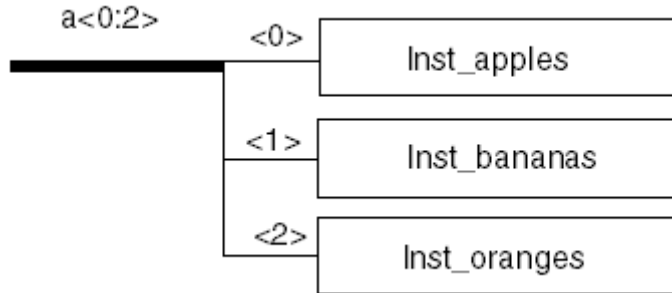 a<0:2>
<0>
Inst_apples
<1>
Inst_bananas
<2>
Inst_oranges